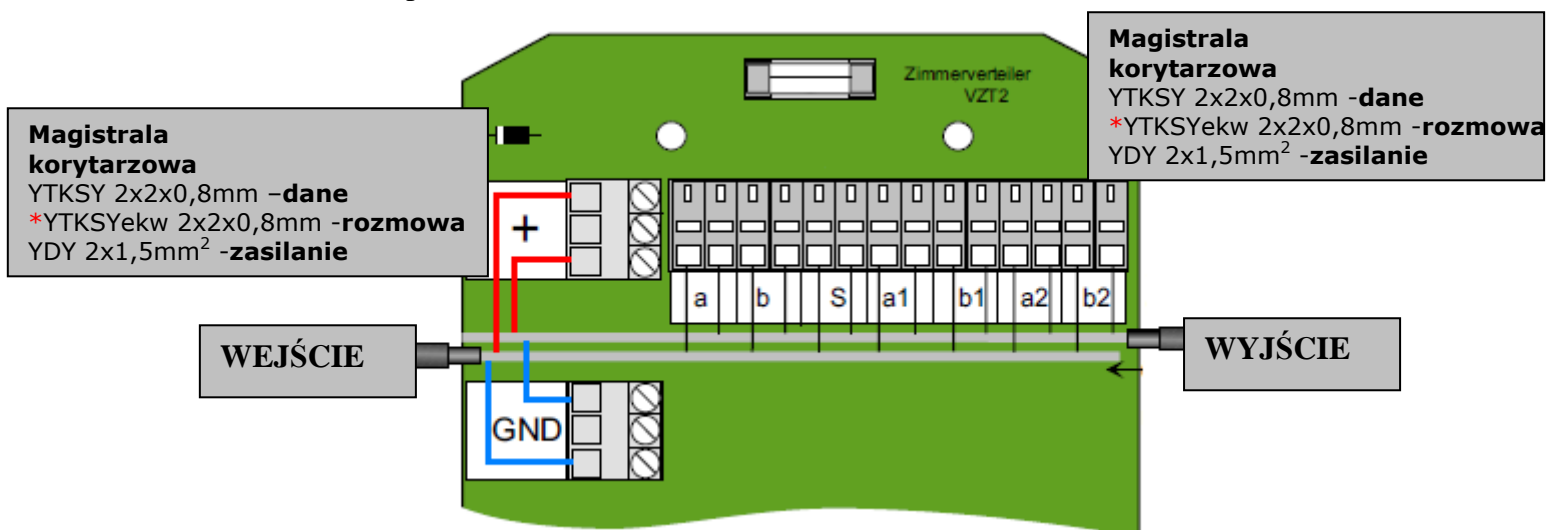 Magistrala
korytarzowa
YTKSY 2x2x0,8mm -dane
*YTKSYekw 2x2x0,8mm -rozmowa
YDY 2x1,5mm² -zasilanie
Zimmerverteiler
VZT2
Magistrala
korytarzowa
YTKSY 2x2x0,8mm –dane
*YTKSYekw 2x2x0,8mm -rozmowa
YDY 2x1,5mm² -zasilanie
+
a b S a1 b1 a2 b2
WEJŚCIE
WYJŚCIE
GND